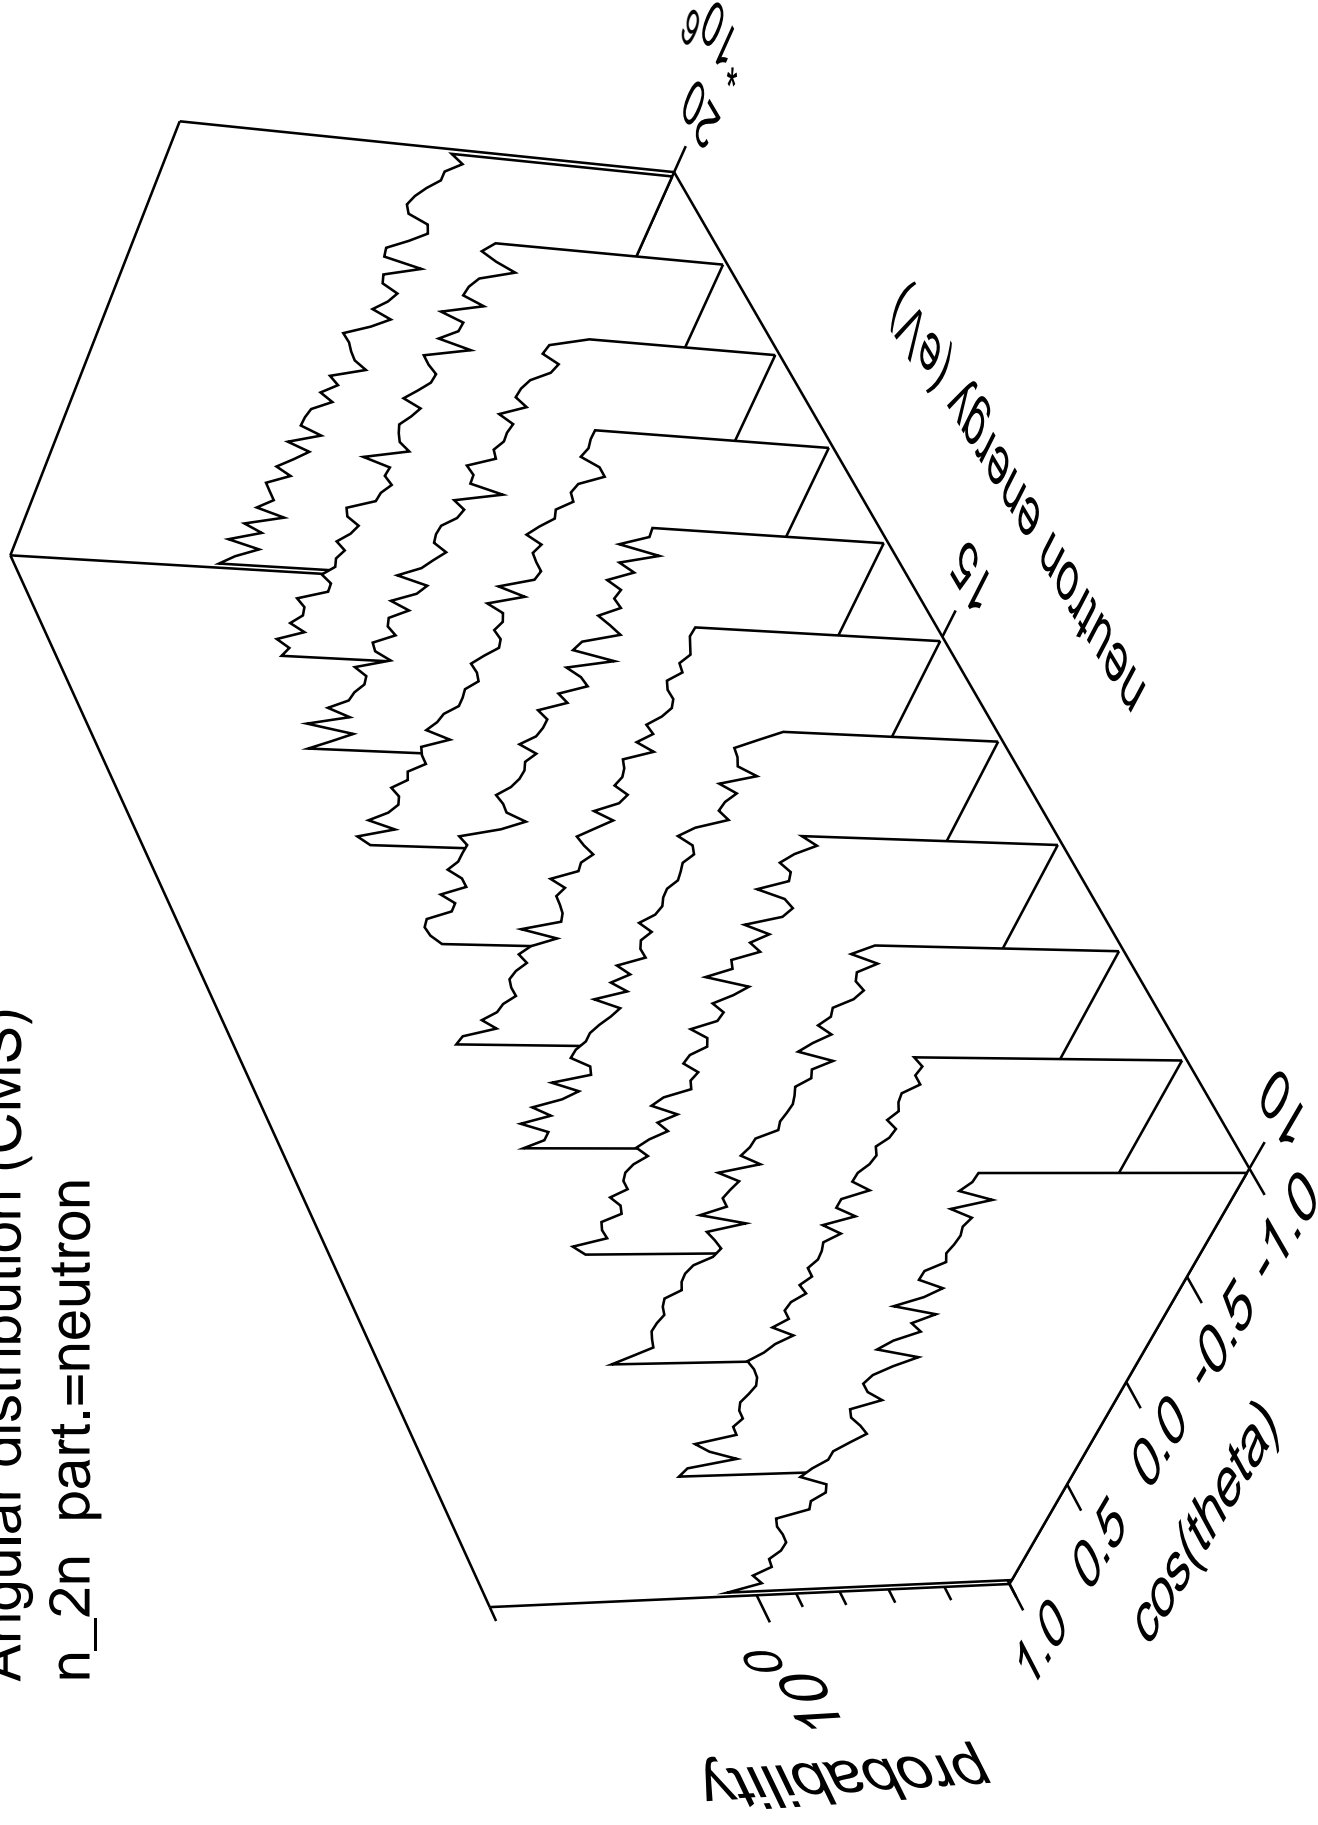 Angular distribution (CMS)
n_2n part.=neutron
probability
10^0
1.0 0.5 0.0 -0.5 -1.0
cos(theta)
10 15 20
* 10^6
neutron energy (eV)